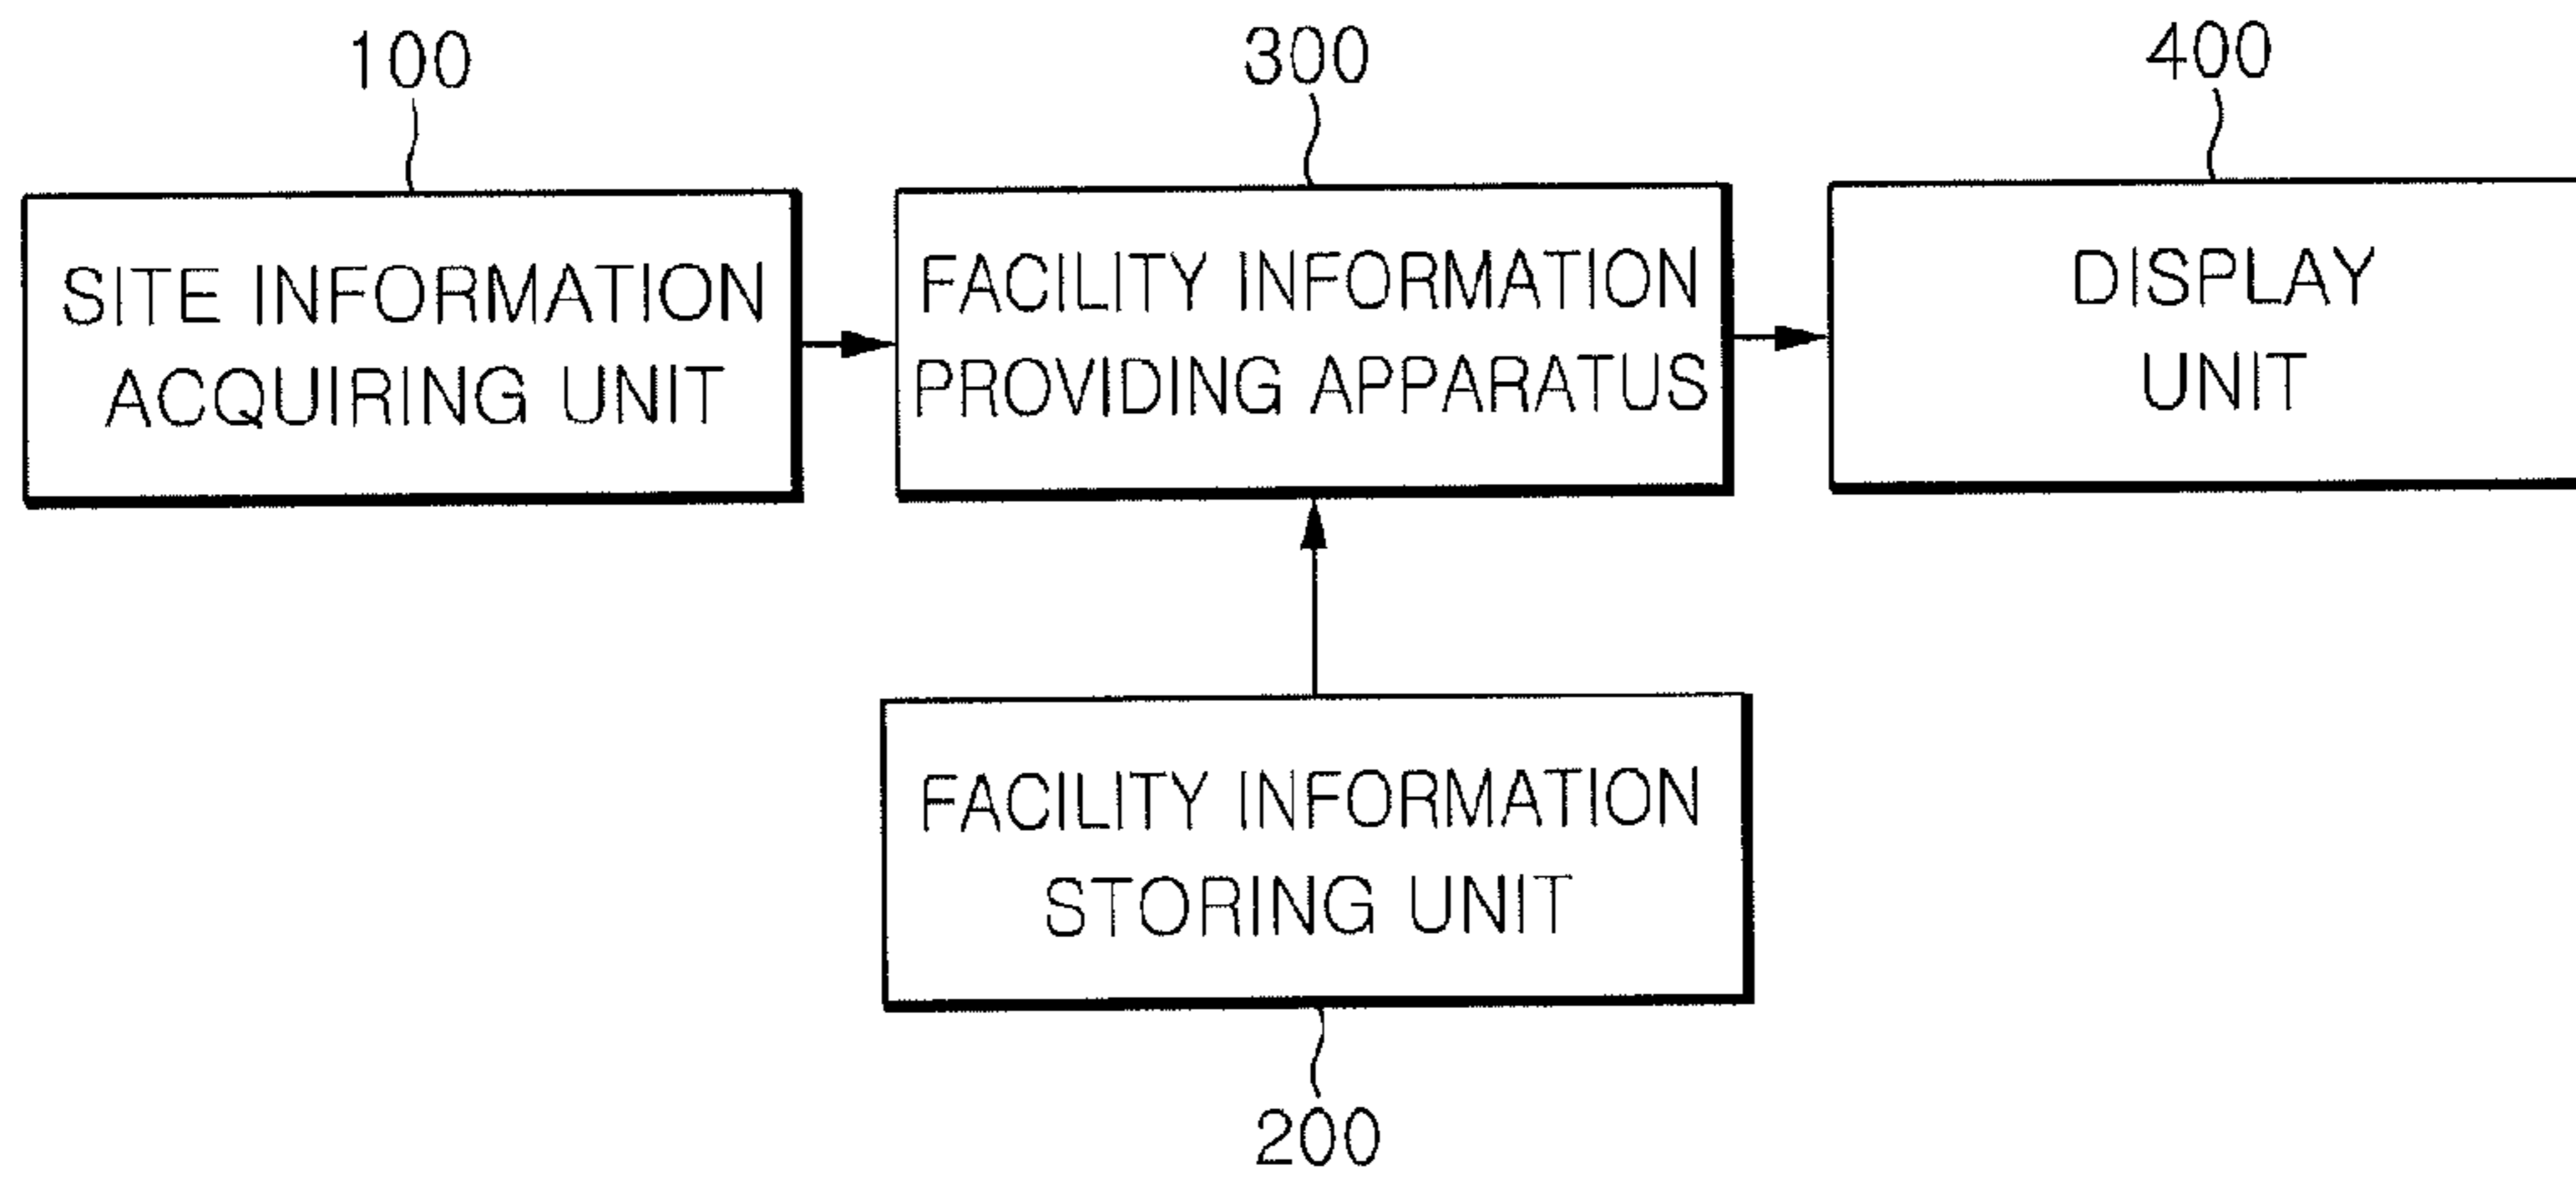 100
300
400
SITE INFORMATION
ACQUIRING UNIT
FACILITY INFORMATION
PROVIDING APPARATUS
DISPLAY
UNIT
FACILITY INFORMATION
STORING UNIT
200